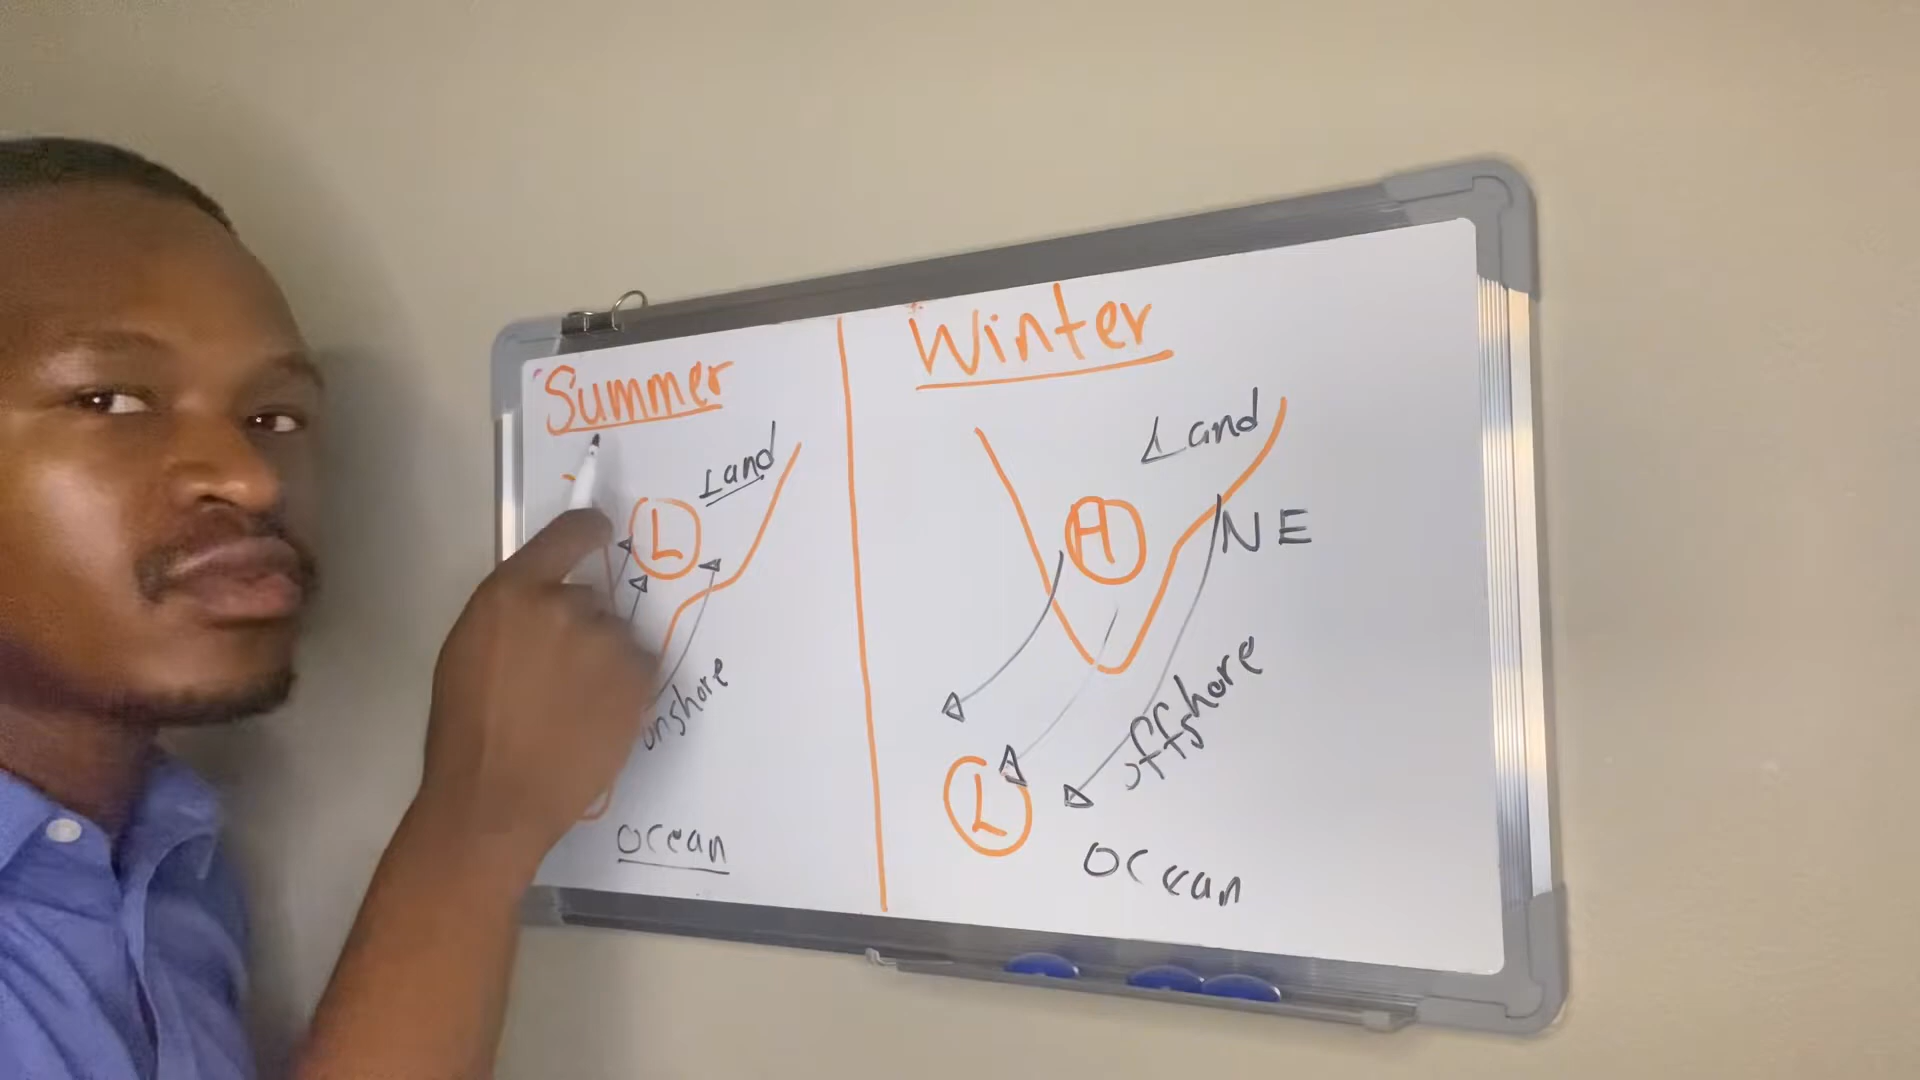 Summer
Land
L
onshore
Ocean
Winter
Land
H
NE
offshore
L
Ocean